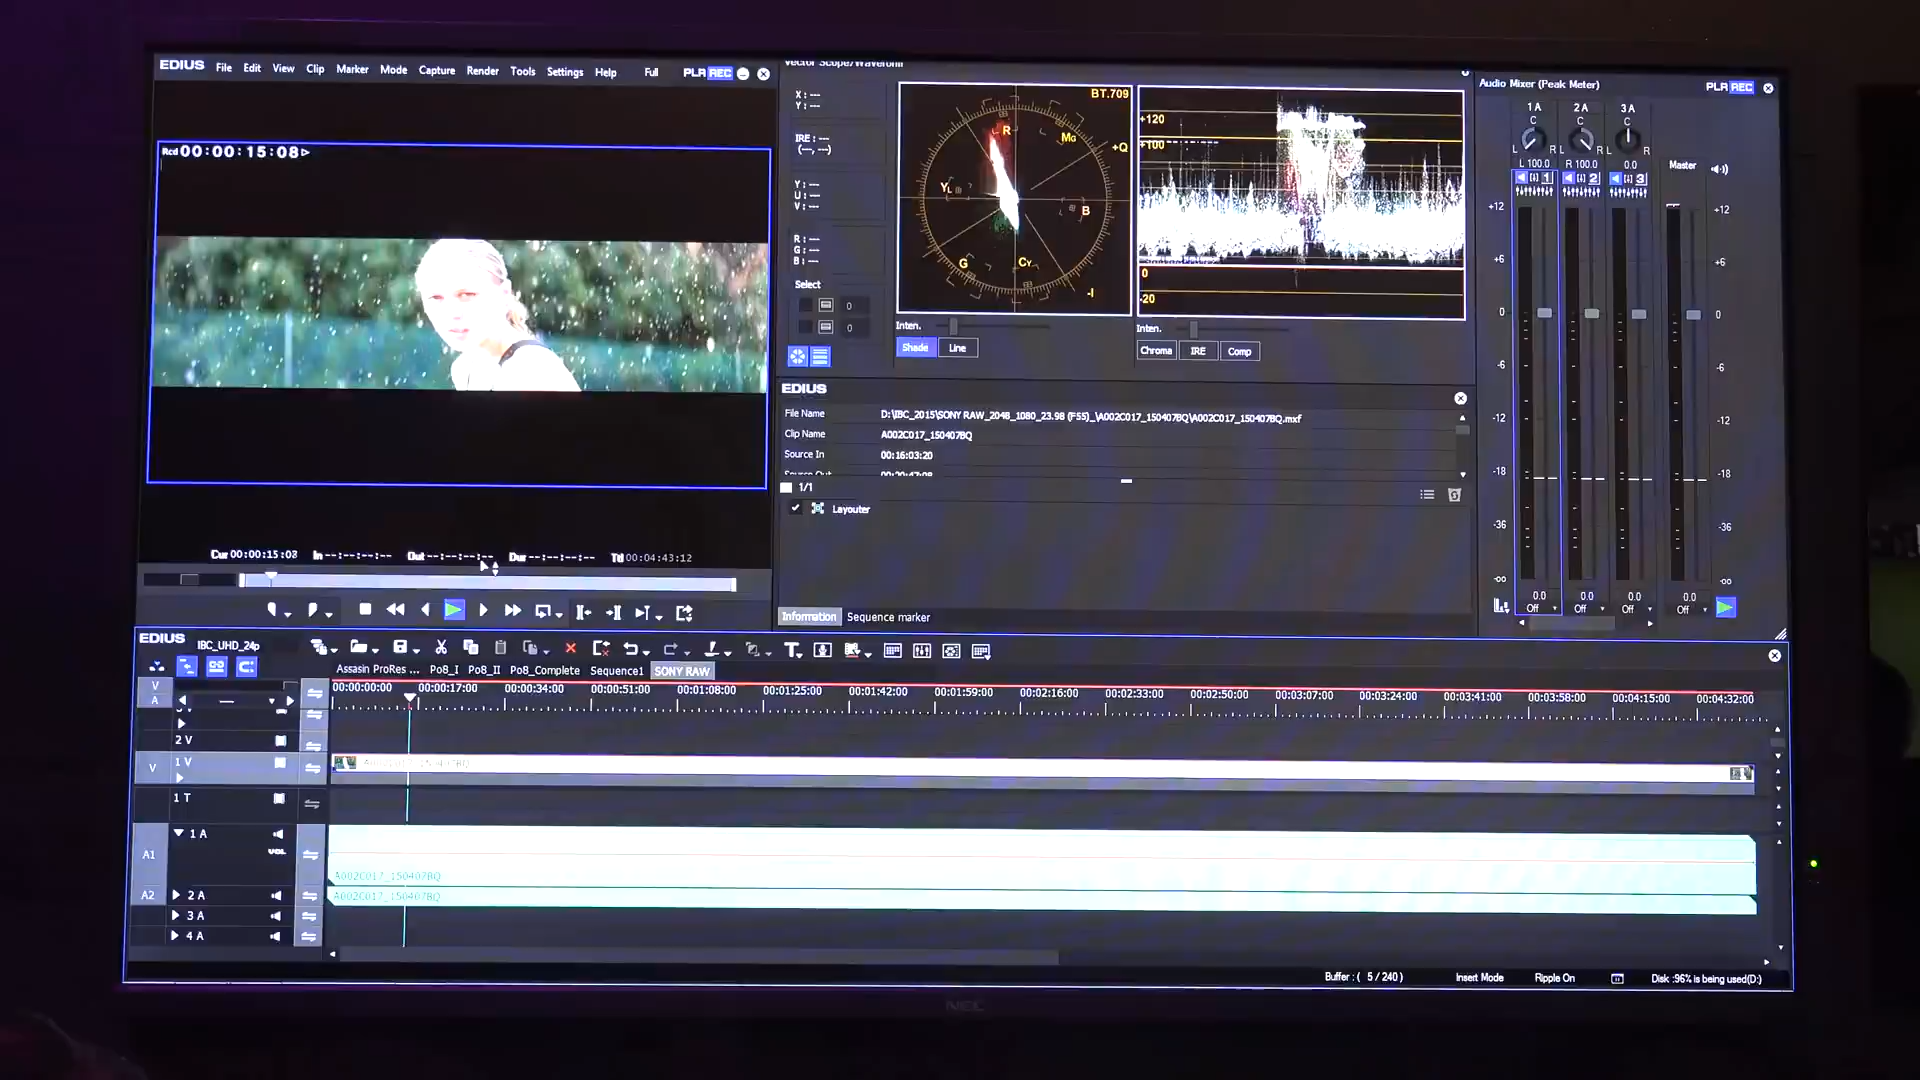 EDIUS File Edit View Clip Marker Mode Capture Render Tools Settings Help Full PLR REC
Rcd 00:00:15:08
Cur 00:00:15:08 In --:--:--:-- Out --:--:--:-- Dur --:--:--:-- Ttl 00:04:43:12
Vector Scope/Waveform
X : ---
Y : ---
IRE : ---
(--, --)
Y : ---
U : ---
V : ---
R : ---
G : ---
B : ---
Select
0
0
BT.709
R
MG
+Q
YL
B
G
CY
-I
Inten.
Shade Line
+120
+100
0
-20
Inten.
Chroma IRE Comp
EDIUS
File Name D:\IBC_2015\SONY RAW_2048_1080_23.98 (F55)_\A002C017_150407BQ\A002C017_150407BQ.mxf
Clip Name A002C017_150407BQ
Source In 00:16:03:20
Source Out 00:20:47:08
1/1
Layouter
Information Sequence marker
Audio Mixer (Peak Meter) PLR REC
1 A 2 A 3 A
C C C
L R L R L R
L 100.0 R 100.0 0.0 Master
1 2 3
+12 +12
+6 +6
0 0
-6 -6
-12 -12
-18 -18
-36 -36
-oo -oo
0.0 0.0 0.0 0.0
Off Off Off Off
EDIUS IBC_UHD_24p
Assasin ProRes ... Po8_I Po8_II Po8_Complete Sequence1 SONY RAW
00:00:00:00 00:00:17:00 00:00:34:00 00:00:51:00 00:01:08:00 00:01:25:00 00:01:42:00 00:01:59:00 00:02:16:00 00:02:33:00 00:02:50:00 00:03:07:00 00:03:24:00 00:03:41:00 00:03:58:00 00:04:15:00 00:04:32:00
V
A
2 V
V 1 V A002C017_150407BQ
1 T
1 A
VOL
A1
A002C017_150407BQ
A2 2 A A002C017_150407BQ
3 A
4 A
Buffer : ( 5 / 240 ) Insert Mode Ripple On Disk :96% is being used(D:)
NEC